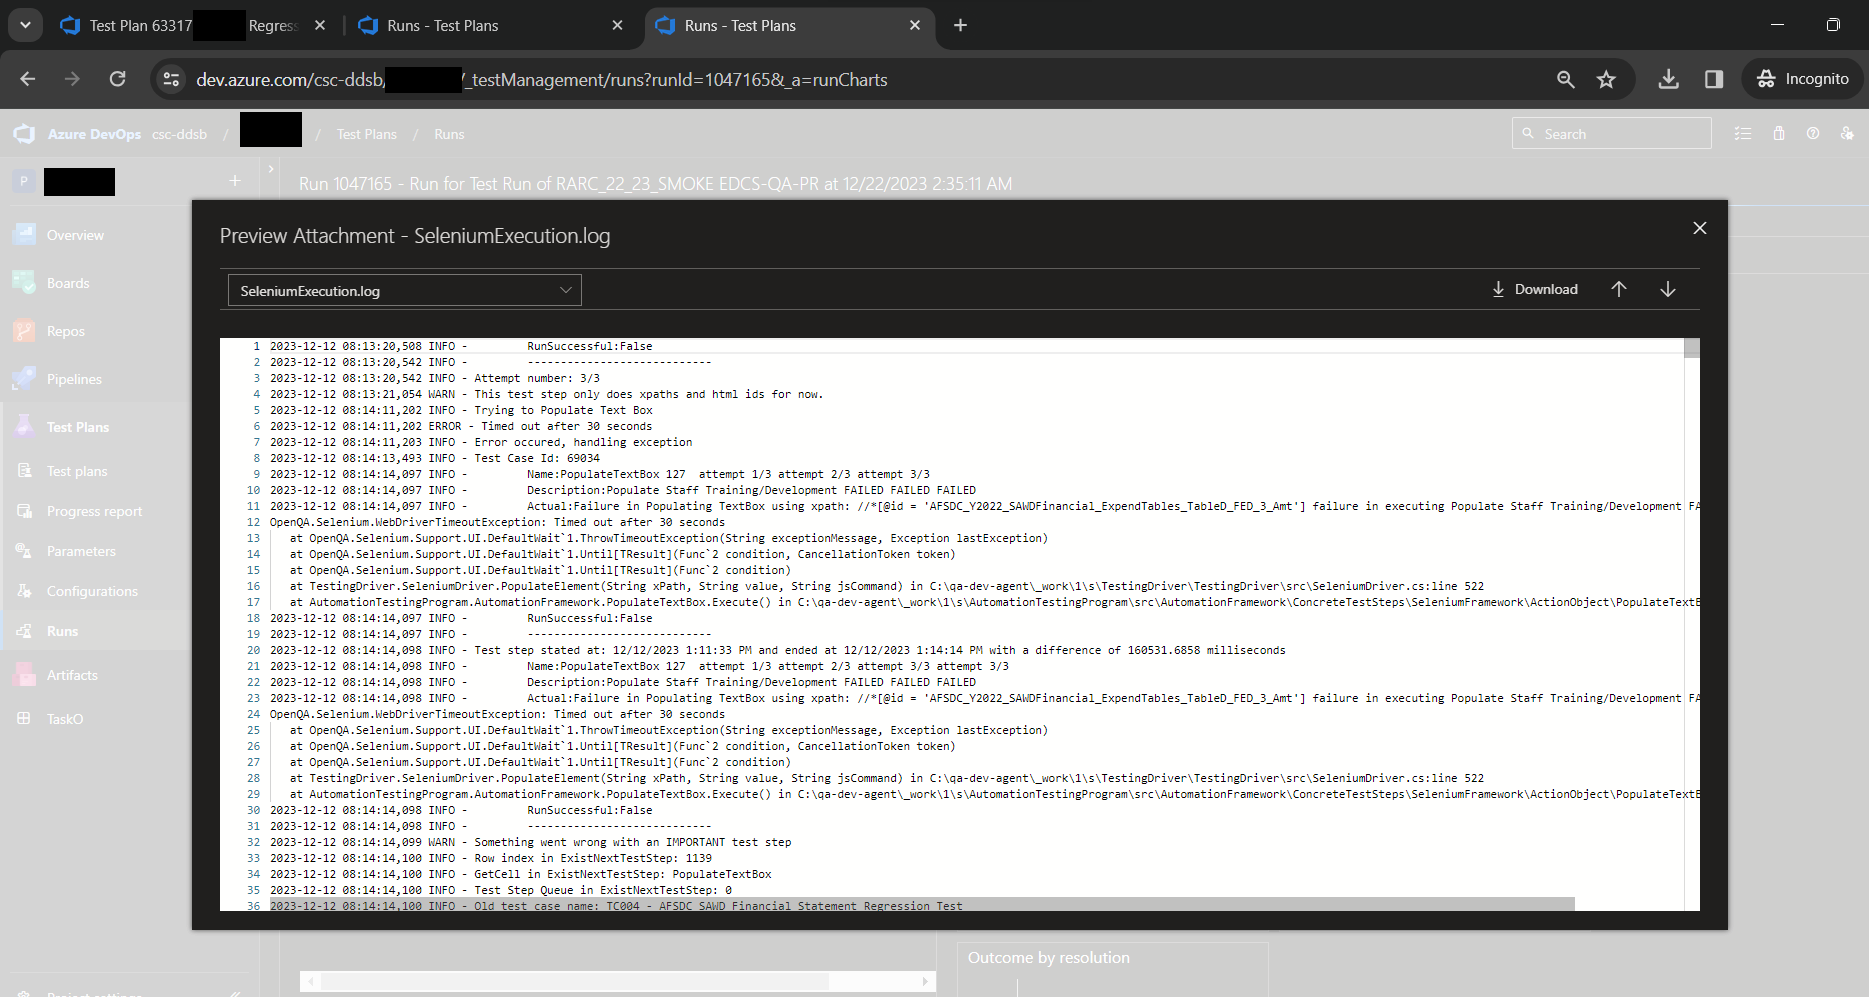 Test Plan 63317 Regres
Runs - Test Plans
Runs - Test Plans
dev.azure.com/csc-ddsb/ /_testManagement/runs?runId=1047165&_a=runCharts
Incognito
Azure DevOps csc-ddsb / / Test Plans / Runs
Search
P
Run 1047165 - Run for Test Run of RARC_22_23_SMOKE EDCS-QA-PR at 12/22/2023 2:35:11 AM
Overview
Boards
Repos
Pipelines
Test Plans
Test plans
Progress report
Parameters
Configurations
Runs
Artifacts
TaskO
Project settings
Preview Attachment - SeleniumExecution.log
SeleniumExecution.log
Download
1 2023-12-12 08:13:20,508 INFO - RunSuccessful:False
2 2023-12-12 08:13:20,542 INFO - ----------------------------
3 2023-12-12 08:13:20,542 INFO - Attempt number: 3/3
4 2023-12-12 08:13:21,054 WARN - This test step only does xpaths and html ids for now.
5 2023-12-12 08:14:11,202 INFO - Trying to Populate Text Box
6 2023-12-12 08:14:11,202 ERROR - Timed out after 30 seconds
7 2023-12-12 08:14:11,203 INFO - Error occured, handling exception
8 2023-12-12 08:14:13,493 INFO - Test Case Id: 69034
9 2023-12-12 08:14:14,097 INFO - Name:PopulateTextBox 127 attempt 1/3 attempt 2/3 attempt 3/3
10 2023-12-12 08:14:14,097 INFO - Description:Populate Staff Training/Development FAILED FAILED FAILED
11 2023-12-12 08:14:14,097 INFO - Actual:Failure in Populating TextBox using xpath: //*[@id = 'AFSDC_Y2022_SAWDFinancial_ExpendTables_TableD_FED_3_Amt'] failure in executing Populate Staff Training/Development FA
12 OpenQA.Selenium.WebDriverTimeoutException: Timed out after 30 seconds
13 at OpenQA.Selenium.Support.UI.DefaultWait`1.ThrowTimeoutException(String exceptionMessage, Exception lastException)
14 at OpenQA.Selenium.Support.UI.DefaultWait`1.Until[TResult](Func`2 condition, CancellationToken token)
15 at OpenQA.Selenium.Support.UI.DefaultWait`1.Until[TResult](Func`2 condition)
16 at TestingDriver.SeleniumDriver.PopulateElement(String xPath, String value, String jsCommand) in C:\qa-dev-agent\_work\1\s\TestingDriver\TestingDriver\src\SeleniumDriver.cs:line 522
17 at AutomationTestingProgram.AutomationFramework.PopulateTextBox.Execute() in C:\qa-dev-agent\_work\1\s\AutomationTestingProgram\src\AutomationFramework\ConcreteTestSteps\SeleniumFramework\ActionObject\PopulateTextB
18 2023-12-12 08:14:14,097 INFO - RunSuccessful:False
19 2023-12-12 08:14:14,097 INFO - ----------------------------
20 2023-12-12 08:14:14,098 INFO - Test step stated at: 12/12/2023 1:11:33 PM and ended at 12/12/2023 1:14:14 PM with a difference of 160531.6858 milliseconds
21 2023-12-12 08:14:14,098 INFO - Name:PopulateTextBox 127 attempt 1/3 attempt 2/3 attempt 3/3 attempt 3/3
22 2023-12-12 08:14:14,098 INFO - Description:Populate Staff Training/Development FAILED FAILED FAILED
23 2023-12-12 08:14:14,098 INFO - Actual:Failure in Populating TextBox using xpath: //*[@id = 'AFSDC_Y2022_SAWDFinancial_ExpendTables_TableD_FED_3_Amt'] failure in executing Populate Staff Training/Development FA
24 OpenQA.Selenium.WebDriverTimeoutException: Timed out after 30 seconds
25 at OpenQA.Selenium.Support.UI.DefaultWait`1.ThrowTimeoutException(String exceptionMessage, Exception lastException)
26 at OpenQA.Selenium.Support.UI.DefaultWait`1.Until[TResult](Func`2 condition, CancellationToken token)
27 at OpenQA.Selenium.Support.UI.DefaultWait`1.Until[TResult](Func`2 condition)
28 at TestingDriver.SeleniumDriver.PopulateElement(String xPath, String value, String jsCommand) in C:\qa-dev-agent\_work\1\s\TestingDriver\TestingDriver\src\SeleniumDriver.cs:line 522
29 at AutomationTestingProgram.AutomationFramework.PopulateTextBox.Execute() in C:\qa-dev-agent\_work\1\s\AutomationTestingProgram\src\AutomationFramework\ConcreteTestSteps\SeleniumFramework\ActionObject\PopulateTextB
30 2023-12-12 08:14:14,098 INFO - RunSuccessful:False
31 2023-12-12 08:14:14,098 INFO - ----------------------------
32 2023-12-12 08:14:14,099 WARN - Something went wrong with an IMPORTANT test step
33 2023-12-12 08:14:14,100 INFO - Row index in ExistNextTestStep: 1139
34 2023-12-12 08:14:14,100 INFO - GetCell in ExistNextTestStep: PopulateTextBox
35 2023-12-12 08:14:14,100 INFO - Test Step Queue in ExistNextTestStep: 0
36 2023-12-12 08:14:14,100 INFO - Old test case name: TC004 - AFSDC SAWD Financial Statement Regression Test
Outcome by resolution